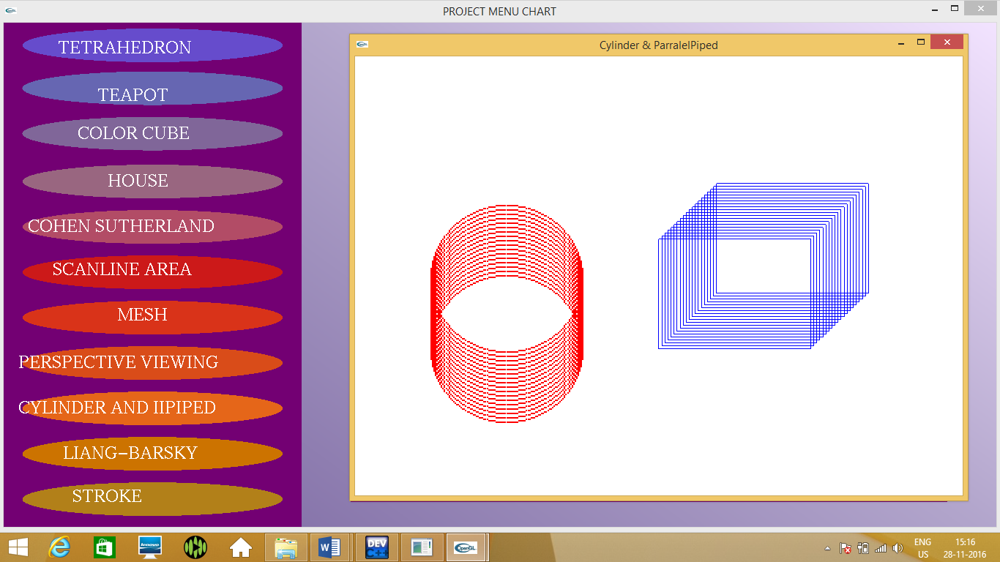 PROJECT MENU CHART
TETRAHEDRON
TEAPOT
COLOR CUBE
HOUSE
COHEN SUTHERLAND
SCANLINE AREA
MESH
PERSPECTIVE VIEWING
CYLINDER AND IIPIPED
LIANG-BARSKY
STROKE
Cylinder & ParralelPiped
lenovo
W
DEV
C++
OpenGL
ENG
US
15:16
28-11-2016